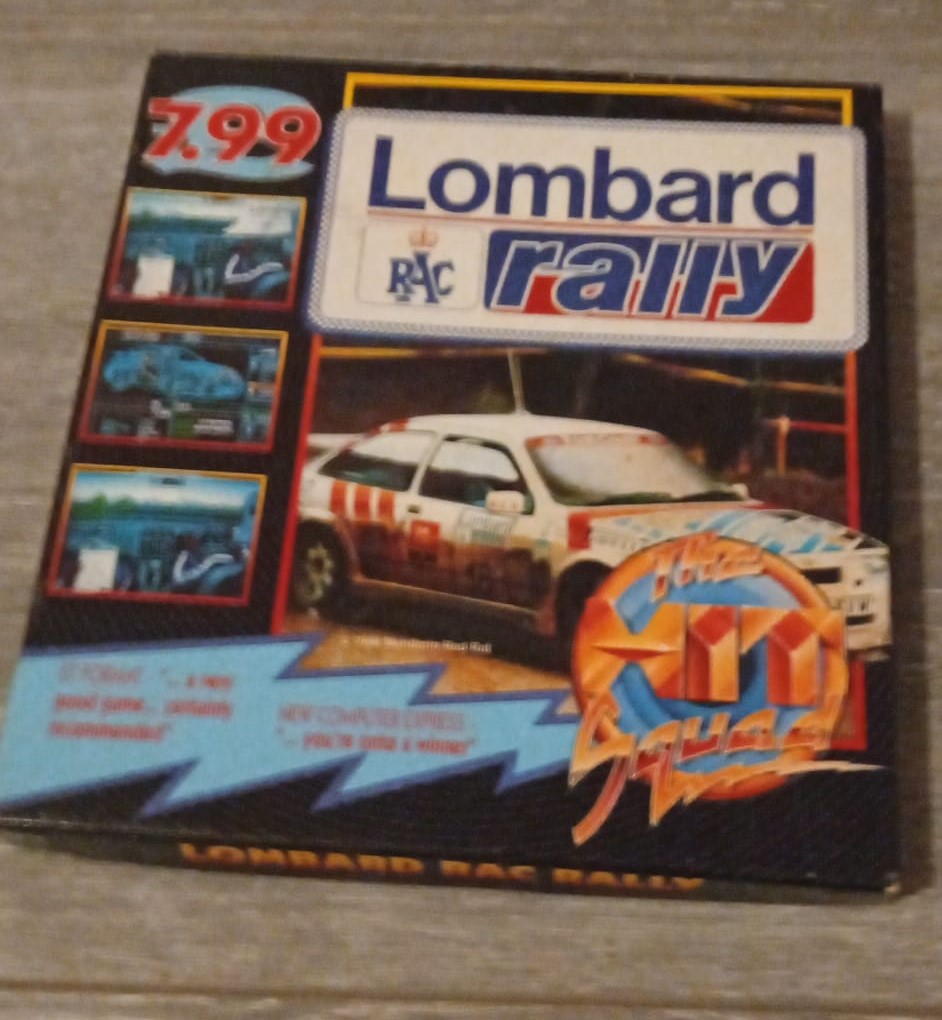 7.99
Lombard
RAC
rally
The
Hit
Squad
ST FORMAT: "... a very
good game... certainly
recommended"
NEW COMPUTER EXPRESS:
"... you're onto a winner"
LOMBARD RAC RALLY